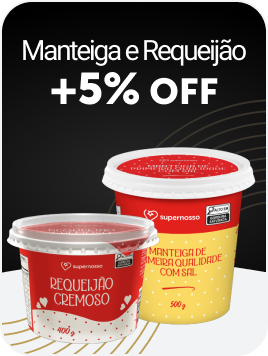 Manteiga e Requeijão
+5% OFF
supernosso
MANTEIGA DE
PRIMEIRA QUALIDADE
COM SAL
500 g
supernosso
REQUEIJÃO
CREMOSO
400 g